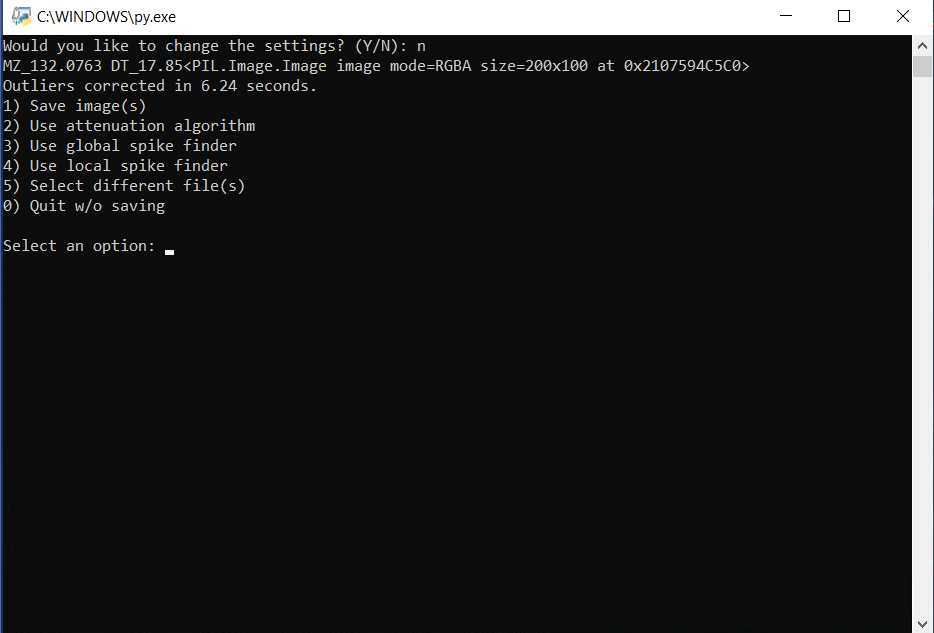 C:\WINDOWS\py.exe
Would you like to change the settings? (Y/N): n
MZ_132.0763 DT_17.85<PIL.Image.Image image mode=RGBA size=200x100 at 0x2107594C5C0>
Outliers corrected in 6.24 seconds.
1) Save image(s)
2) Use attenuation algorithm
3) Use global spike finder
4) Use local spike finder
5) Select different file(s)
0) Quit w/o saving
Select an option: